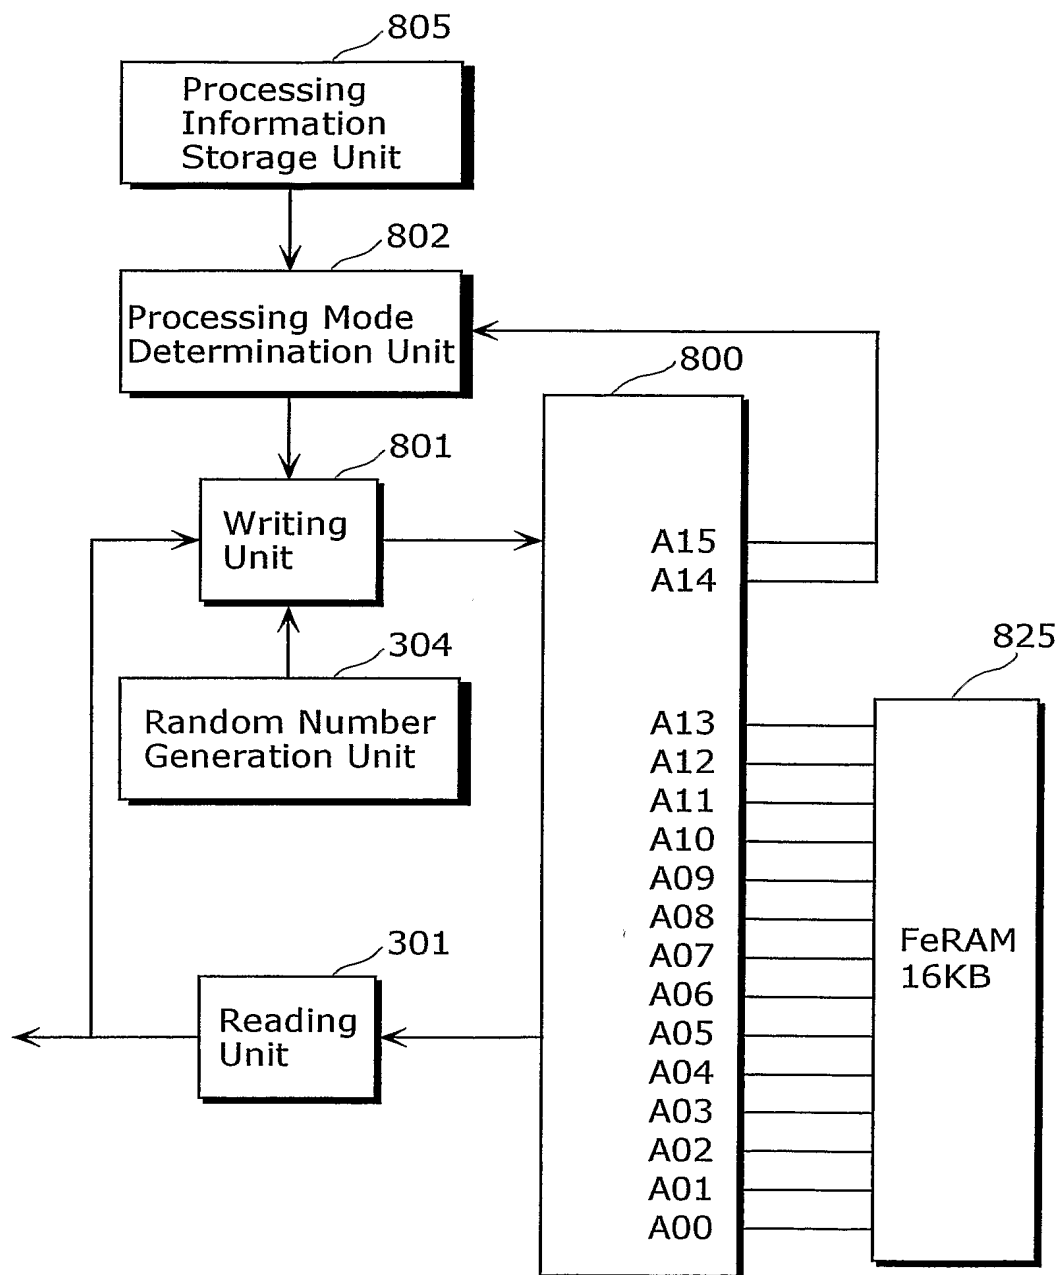 805
Processing
Information
Storage Unit
802
Processing Mode
Determination Unit
800
801
Writing
Unit
A15
A14
304
Random Number
Generation Unit
825
A13
A12
A11
A10
A09
A08
A07
A06
A05
A04
A03
A02
A01
A00
FeRAM
16KB
301
Reading
Unit